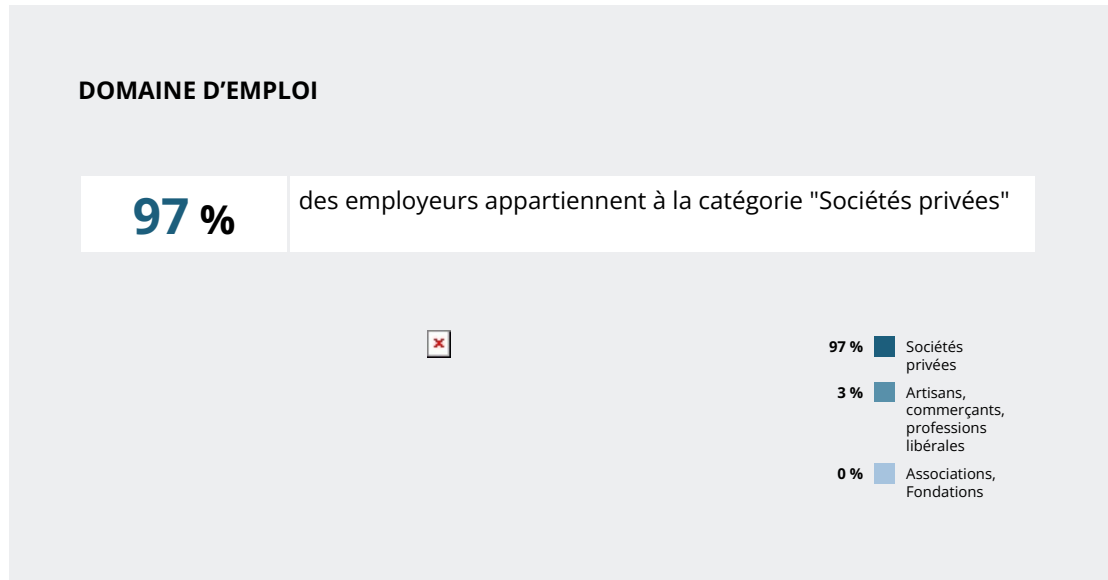 DOMAINE D’EMPLOI
97 %
des employeurs appartiennent à la catégorie "Sociétés privées"
97 %
Sociétés
privées
3 %
Artisans,
commerçants,
professions
libérales
0 %
Associations,
Fondations